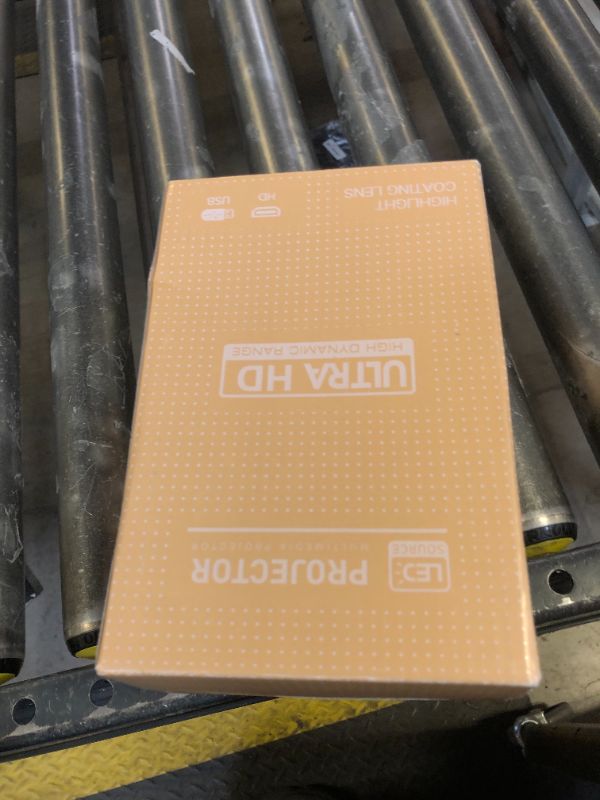 LED
SOURCE
PROJECTOR
MULTIMEDIA PROJECTOR
ULTRA HD
HIGH DYNAMIC RANGE
HIGHLIGHT
COATING LENS
HD
USB